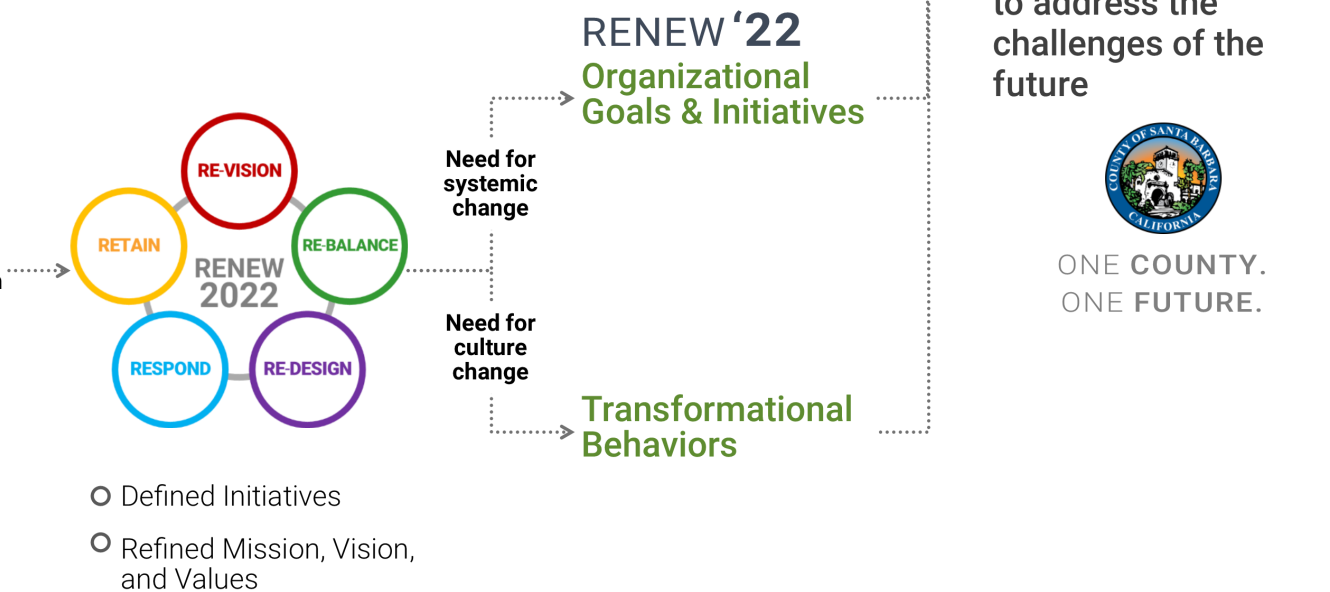 RE-VISION
RETAIN
RE-BALANCE
RENEW
2022
RESPOND
RE-DESIGN
Defined Initiatives
Refined Mission, Vision,
and Values
Need for
systemic
change
Need for
culture
change
RENEW ‘22
Organizational
Goals & Initiatives
Transformational
Behaviors
to address the
challenges of the
future
COUNTY OF SANTA BARBARA
CALIFORNIA
ONE COUNTY.
ONE FUTURE.